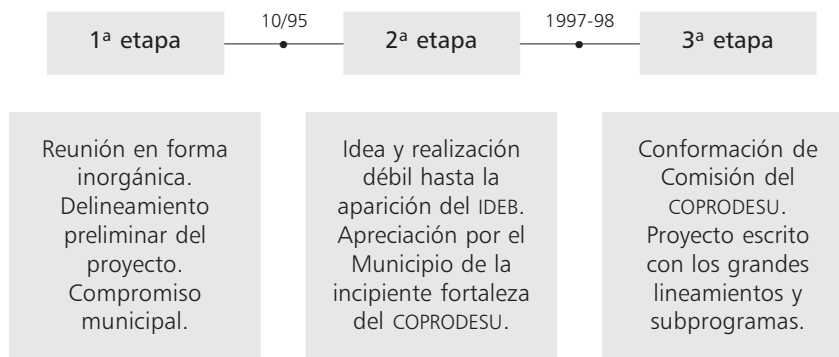 1ª etapa
10/95
2ª etapa
1997-98
3ª etapa
Reunión en forma
inorgánica.
Delineamiento
preliminar del
proyecto.
Compromiso
municipal.
Idea y realización
débil hasta la
aparición del IDEB.
Apreciación por el
Municipio de la
incipiente fortaleza
del COPRODESU.
Conformación de
Comisión del
COPRODESU.
Proyecto escrito
con los grandes
lineamientos y
subprogramas.